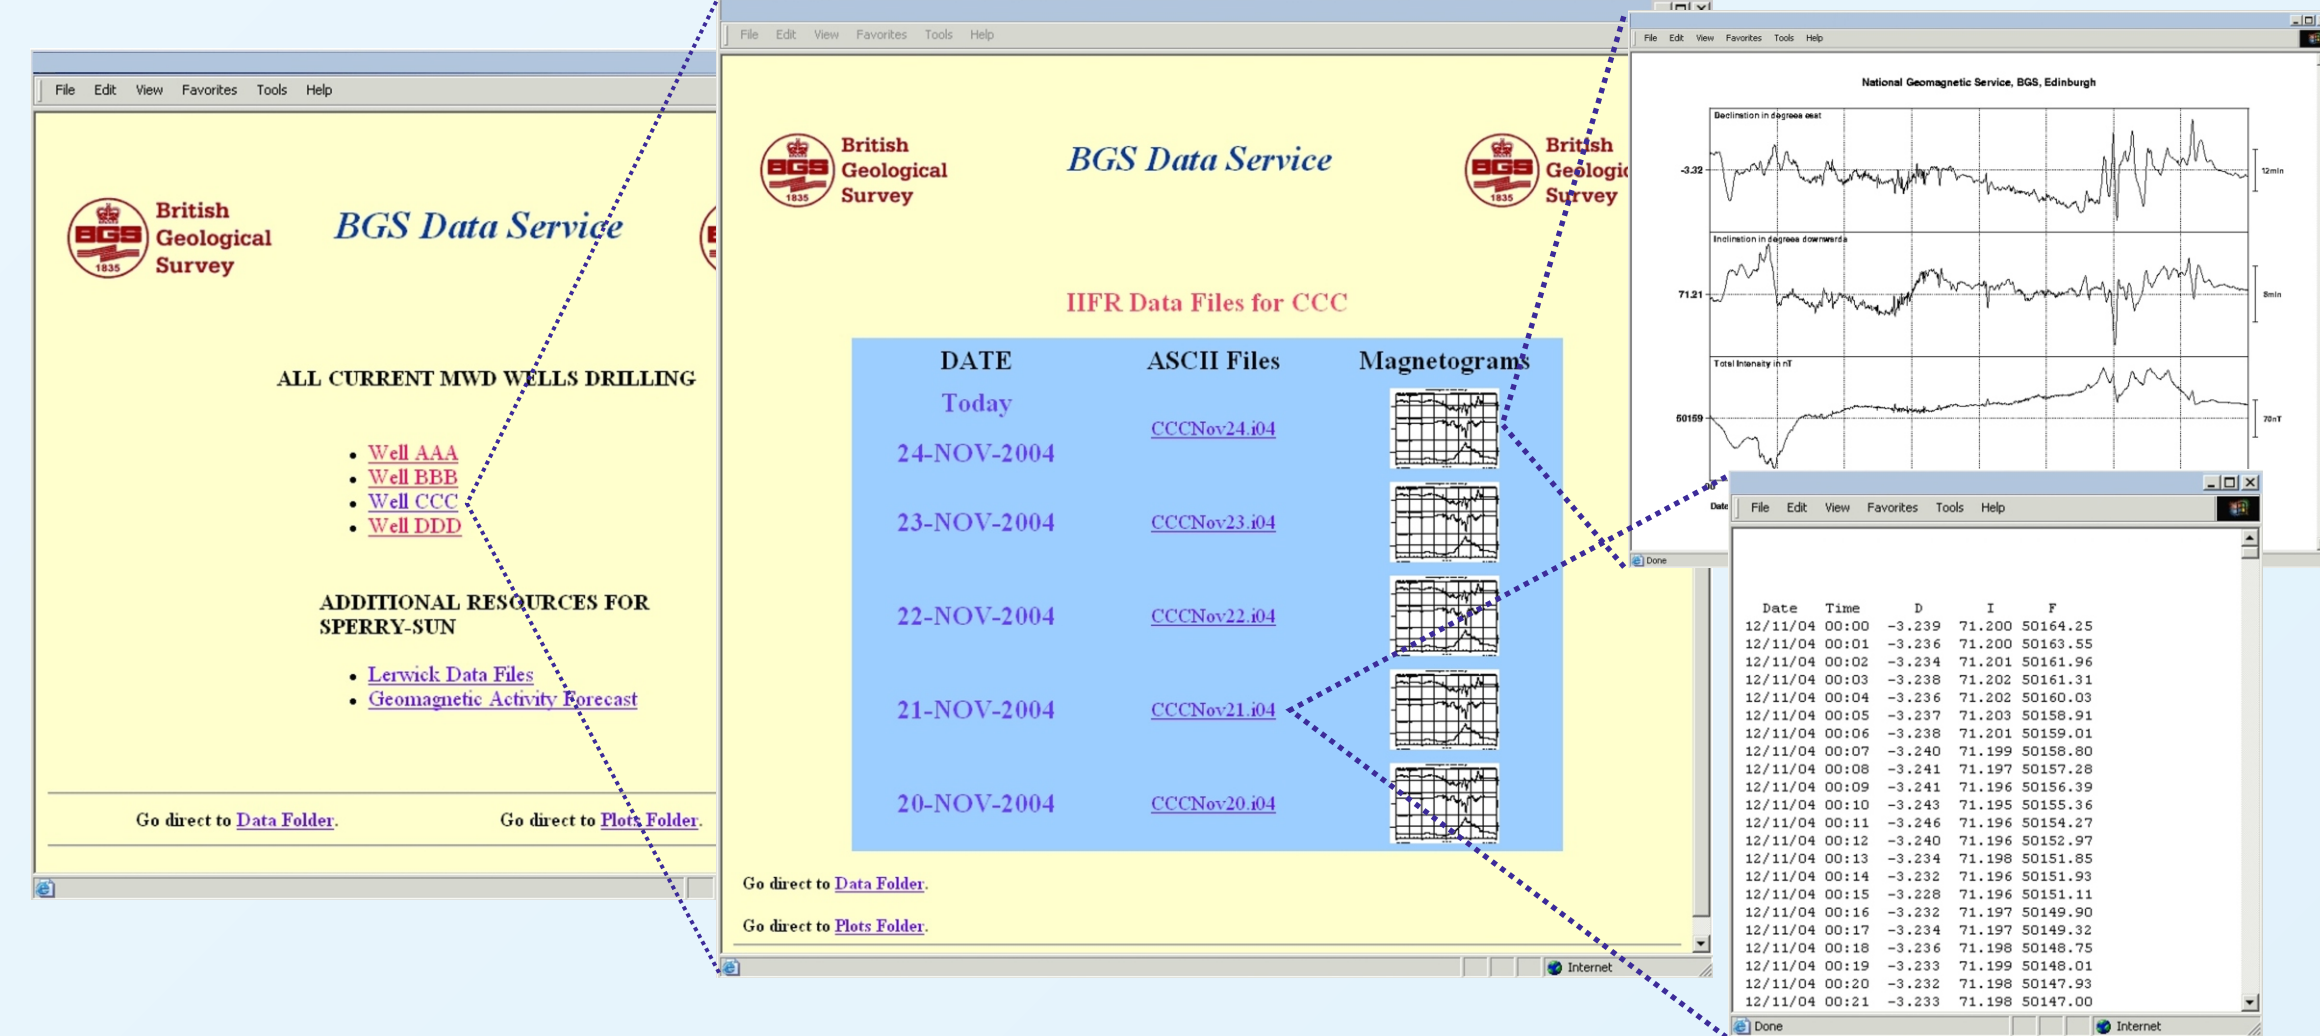 File Edit View Favorites Tools Help
British
Geological
Survey
BGS
1835
BGS Data Service
ALL CURRENT MWD WELLS DRILLING
Well AAA
Well BBB
Well CCC
Well DDD
ADDITIONAL RESOURCES FOR
SPERRY-SUN
Lerwick Data Files
Geomagnetic Activity Forecast
Go direct to Data Folder. Go direct to Plots Folder.
File Edit View Favorites Tools Help
British
Geological
Survey
BGS
1835
BGS Data Service
BGS
1835
British
Geologic
Survey
IIFR Data Files for CCC
DATE ASCII Files Magnetograms
Today
24-NOV-2004 CCCNov24.i04
23-NOV-2004 CCCNov23.i04
22-NOV-2004 CCCNov22.i04
21-NOV-2004 CCCNov21.i04
20-NOV-2004 CCCNov20.i04
Go direct to Data Folder.
Go direct to Plots Folder.
Internet
File Edit View Favorites Tools Help
National Geomagnetic Service, BGS, Edinburgh
Declination in degrees east
-3.32
12min
Inclination in degrees downwards
71.21
8min
Total Intensity in nT
50159
70nT
00
Date
Done
File Edit View Favorites Tools Help
Date Time D I F
12/11/04 00:00 -3.239 71.200 50164.25
12/11/04 00:01 -3.236 71.200 50163.55
12/11/04 00:02 -3.234 71.201 50161.96
12/11/04 00:03 -3.238 71.202 50161.31
12/11/04 00:04 -3.236 71.202 50160.03
12/11/04 00:05 -3.237 71.203 50158.91
12/11/04 00:06 -3.238 71.201 50159.01
12/11/04 00:07 -3.240 71.199 50158.80
12/11/04 00:08 -3.241 71.197 50157.28
12/11/04 00:09 -3.241 71.196 50156.39
12/11/04 00:10 -3.243 71.195 50155.36
12/11/04 00:11 -3.246 71.196 50154.27
12/11/04 00:12 -3.240 71.196 50152.97
12/11/04 00:13 -3.234 71.198 50151.85
12/11/04 00:14 -3.232 71.196 50151.93
12/11/04 00:15 -3.228 71.196 50151.11
12/11/04 00:16 -3.232 71.197 50149.90
12/11/04 00:17 -3.234 71.197 50149.32
12/11/04 00:18 -3.236 71.198 50148.75
12/11/04 00:19 -3.233 71.199 50148.01
12/11/04 00:20 -3.232 71.198 50147.93
12/11/04 00:21 -3.233 71.198 50147.00
Done Internet